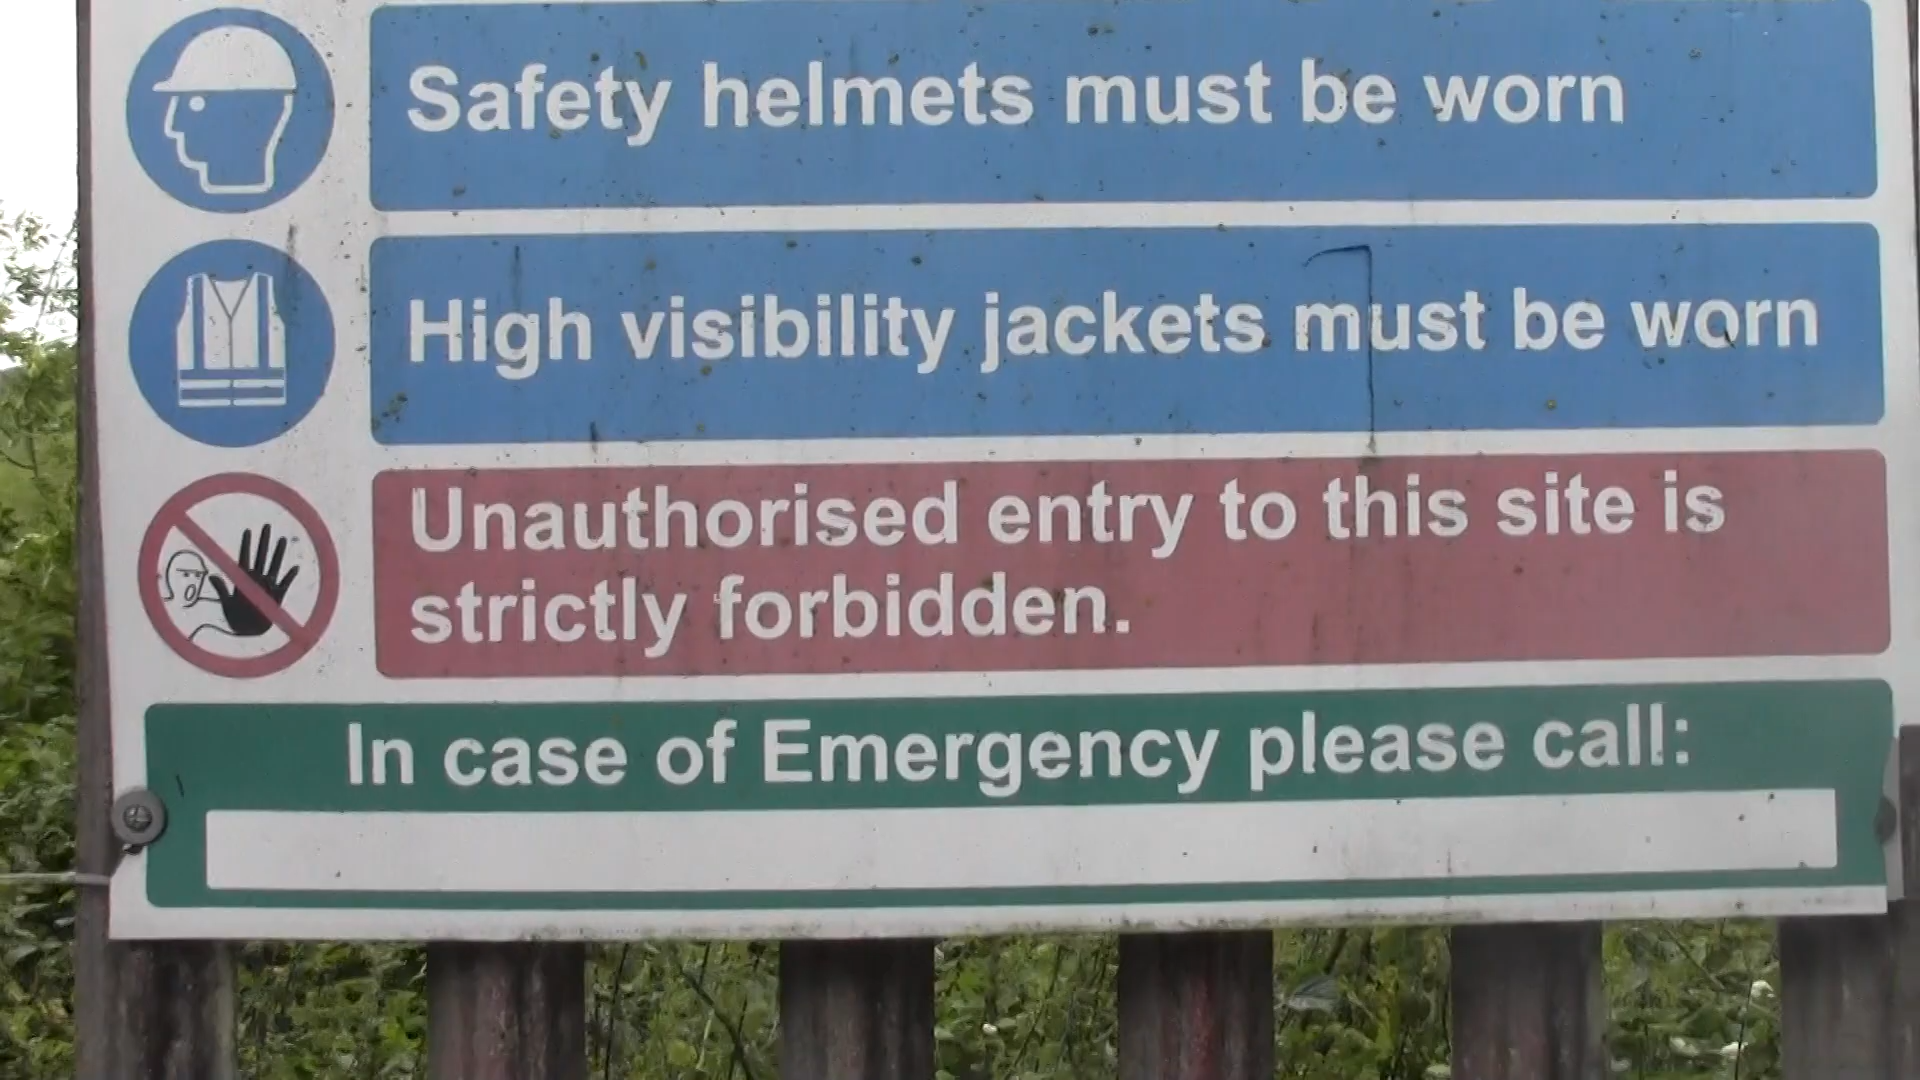 Safety helmets must be worn
High visibility jackets must be worn
Unauthorised entry to this site is
strictly forbidden.
In case of Emergency please call: